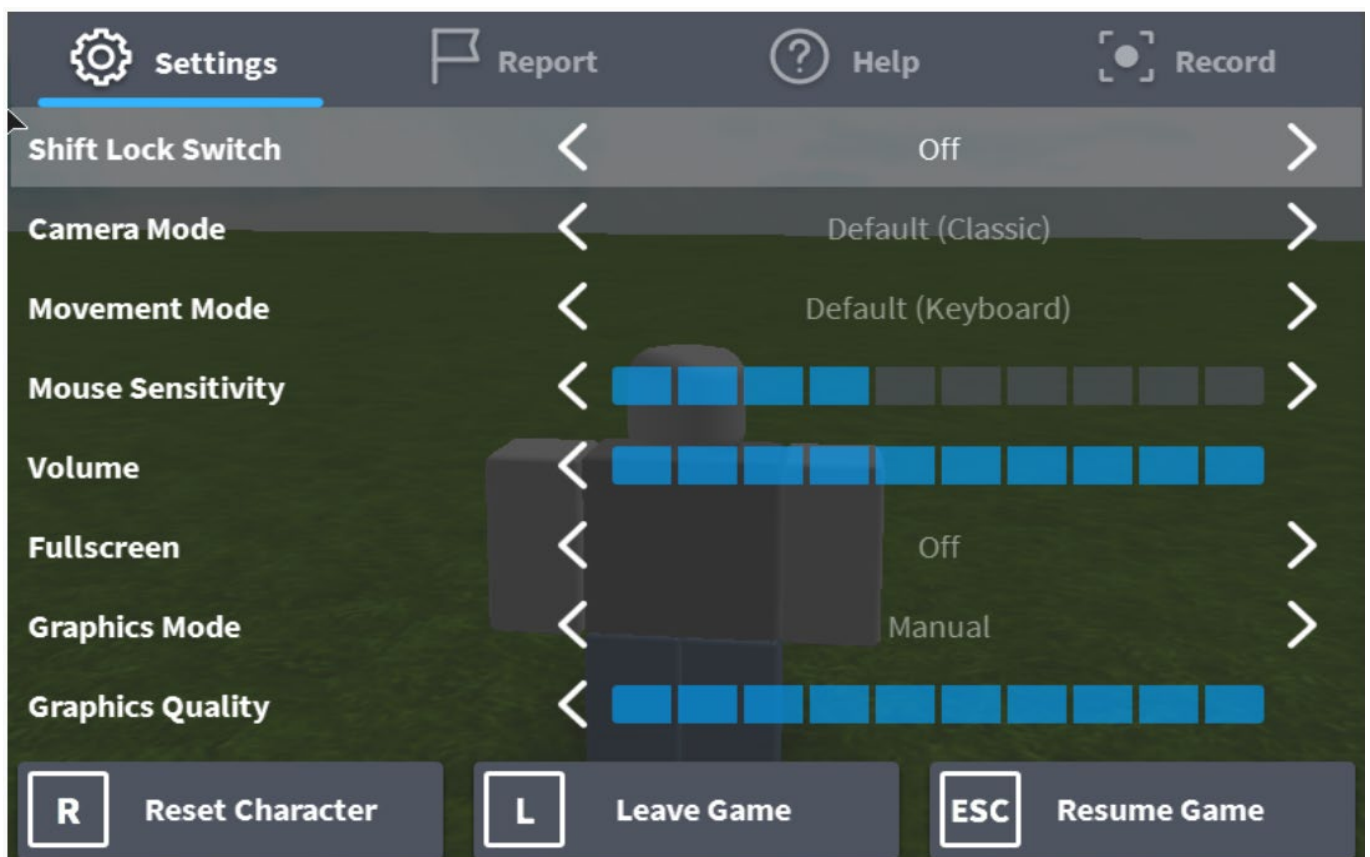 Settings Report Help Record
Shift Lock Switch Off
Camera Mode Default (Classic)
Movement Mode Default (Keyboard)
Mouse Sensitivity
Volume
Fullscreen Off
Graphics Mode Manual
Graphics Quality
R Reset Character L Leave Game ESC Resume Game